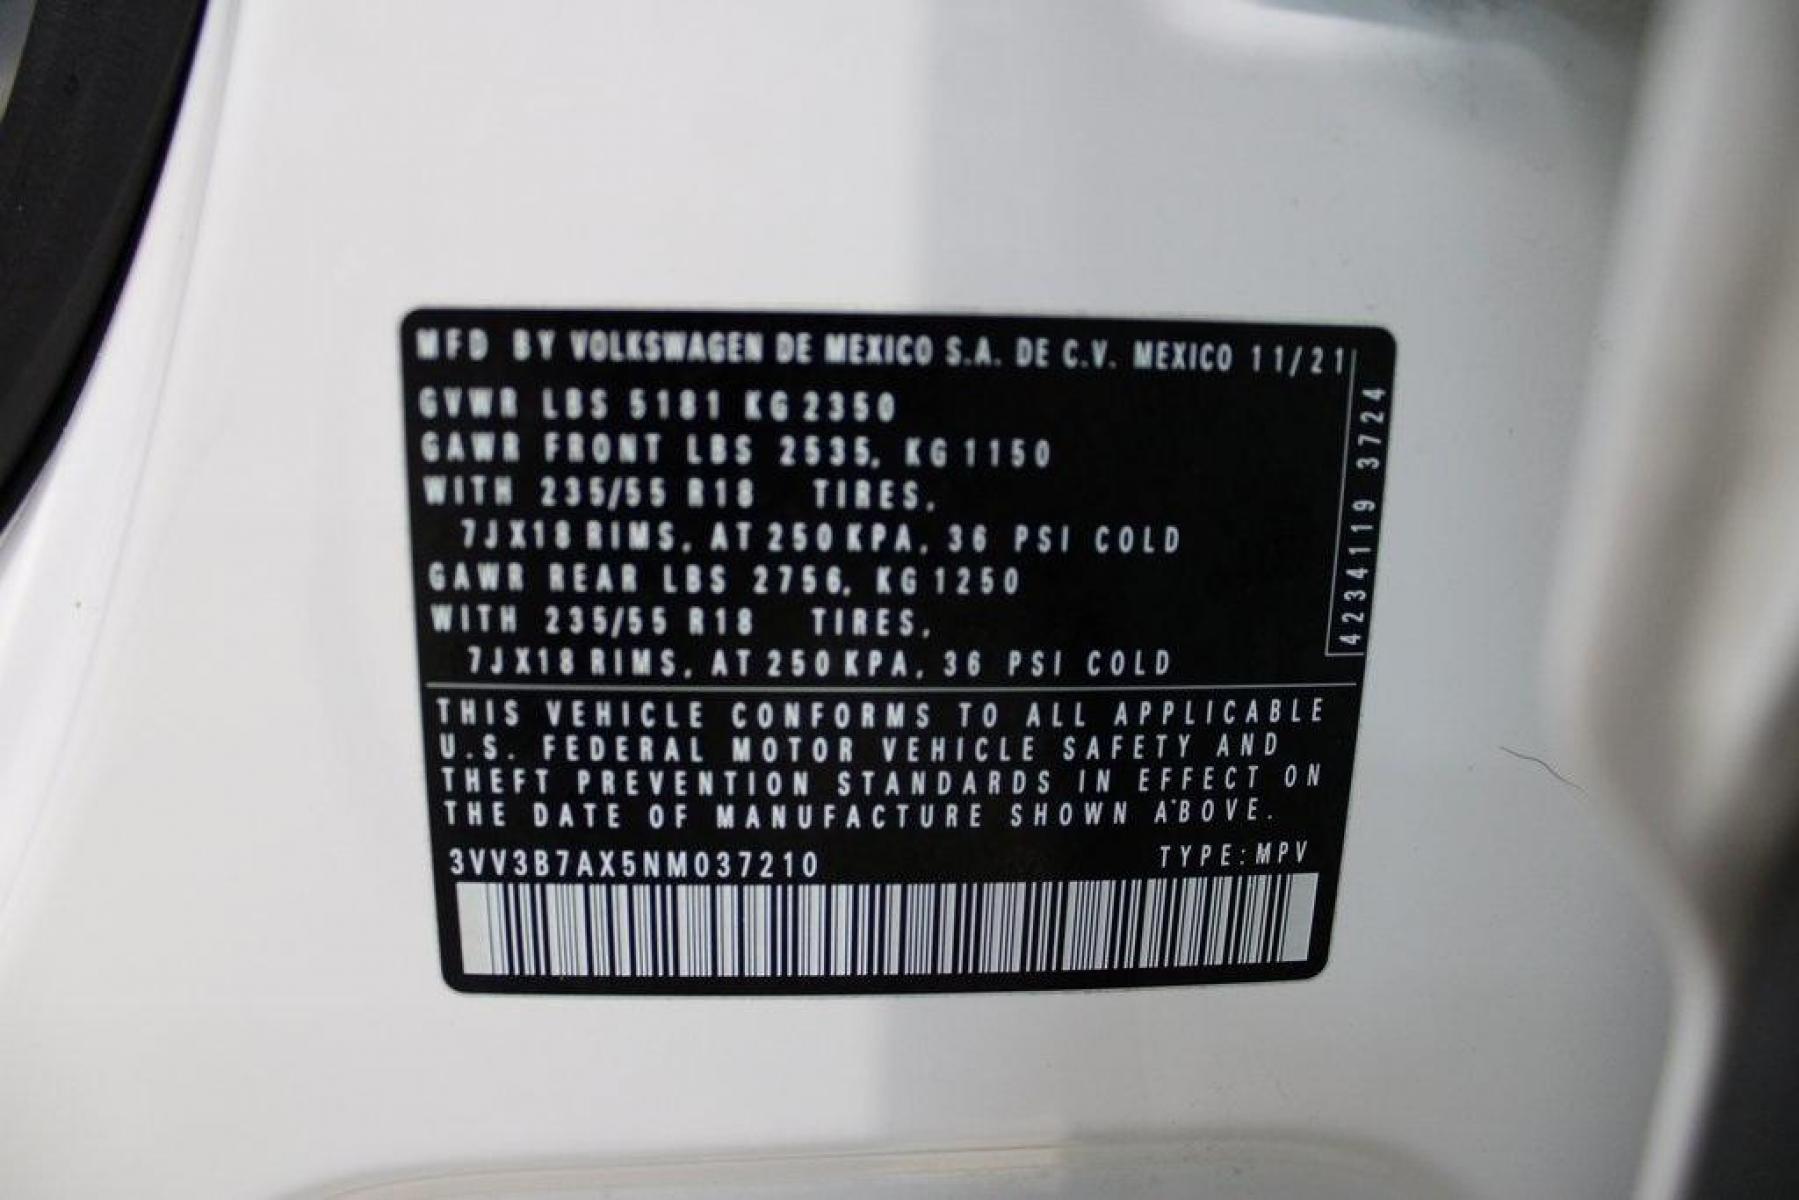 MFD BY VOLKSWAGEN DE MEXICO S.A. DE C.V. MEXICO 11/21
GVWR LBS 5181 KG 2350
GAWR FRONT LBS 2535, KG 1150
WITH 235/55 R18 TIRES,
7JX18 RIMS, AT 250 KPA, 36 PSI COLD
GAWR REAR LBS 2756, KG 1250
WITH 235/55 R18 TIRES,
7JX18 RIMS, AT 250 KPA, 36 PSI COLD
4234119 3724
THIS VEHICLE CONFORMS TO ALL APPLICABLE
U.S. FEDERAL MOTOR VEHICLE SAFETY AND
THEFT PREVENTION STANDARDS IN EFFECT ON
THE DATE OF MANUFACTURE SHOWN ABOVE.
3VV3B7AX5NM037210 TYPE:MPV